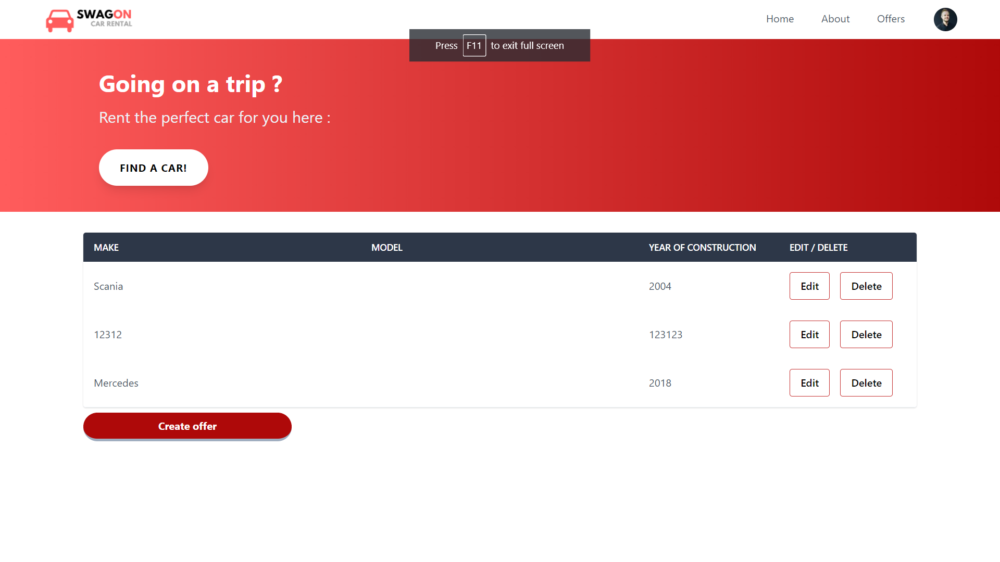 SWAGON
CAR RENTAL
Home About Offers
Press F11 to exit full screen
Going on a trip ?
Rent the perfect car for you here :
FIND A CAR!
MAKE MODEL YEAR OF CONSTRUCTION EDIT / DELETE
Scania 2004 Edit Delete
12312 123123 Edit Delete
Mercedes 2018 Edit Delete
Create offer